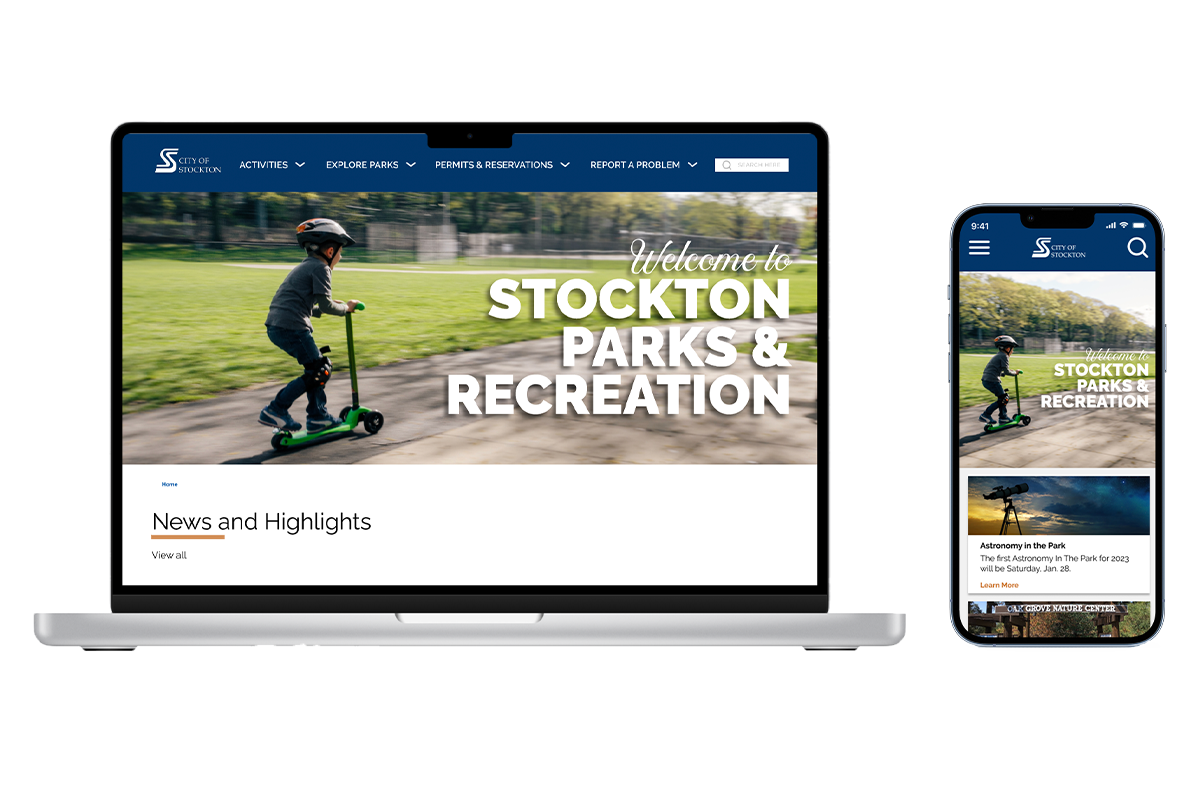 CITY OF
STOCKTON
ACTIVITIES
EXPLORE PARKS
PERMITS & RESERVATIONS
REPORT A PROBLEM
SEARCH HERE
Welcome to
STOCKTON
PARKS &
RECREATION
Home
News and Highlights
View all
9:41
CITY OF
STOCKTON
Welcome to
STOCKTON
PARKS &
RECREATION
Astronomy in the Park
The first Astronomy In The Park for 2023
will be Saturday, Jan. 28.
Learn More
OAK GROVE NATURE CENTER